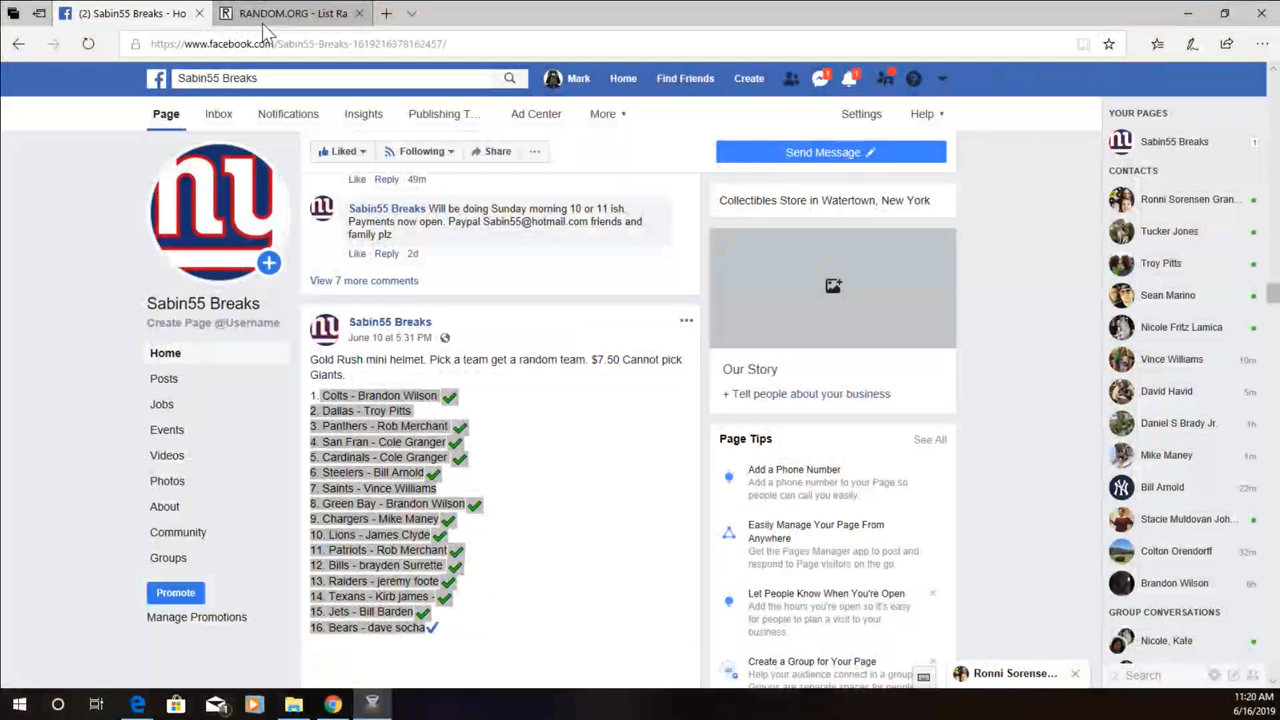 (2) Sabin55 Breaks - Ho
RANDOM.ORG - List Ra
https://www.facebook.com/Sabin55-Breaks-1619216378162457/
Sabin55 Breaks
Mark
Home
Find Friends
Create
1
1
Page
Inbox
Notifications
Insights
Publishing T...
Ad Center
More
Settings
Help
ny
Sabin55 Breaks
Create Page @Username
Home
Posts
Jobs
Events
Videos
Photos
About
Community
Groups
Promote
Manage Promotions
Liked
Following
Share
Like Reply 49m
Sabin55 Breaks Will be doing Sunday morning 10 or 11 ish.
Payments now open. Paypal Sabin55@hotmail.com friends and
family plz
Like Reply 2d
View 7 more comments
Sabin55 Breaks
June 10 at 5:31 PM
Gold Rush mini helmet. Pick a team get a random team. $7.50 Cannot pick
Giants.
1. Colts - Brandon Wilson
2. Dallas - Troy Pitts
3. Panthers - Rob Merchant
4. San Fran - Cole Granger
5. Cardinals - Cole Granger
6. Steelers - Bill Arnold
7. Saints - Vince Williams
8. Green Bay - Brandon Wilson
9. Chargers - Mike Maney
10. Lions - James Clyde
11. Patriots - Rob Merchant
12. Bills - brayden Surrette
13. Raiders - jeremy foote
14. Texans - Kirb james -
15. Jets - Bill Barden
16. Bears - dave socha
Send Message
Collectibles Store in Watertown, New York
Our Story
+ Tell people about your business
Page Tips
See All
Add a Phone Number
Add a phone number to your Page so
people can call you easily.
Easily Manage Your Page From
Anywhere
Get the Pages Manager app to post and
respond to Page visitors on the go.
Let People Know When You're Open
Add the hours you're open so it's easy
for people to plan a visit to your
business.
Create a Group for Your Page
Help your audience connect in a group.
YOUR PAGES
Sabin55 Breaks
1
CONTACTS
Ronni Sorensen Gran...
Tucker Jones
Troy Pitts
Sean Marino
Nicole Fritz Lamica
Vince Williams 10m
David Havid 5m
Daniel S Brady Jr. 1h
Mike Maney 1m
Bill Arnold 22m
Stacie Muldovan Joh...
Colton Orendorff 32m
Brandon Wilson 6h
GROUP CONVERSATIONS
Nicole, Kate
Search
Ronni Sorense...
11:20 AM
6/16/2019